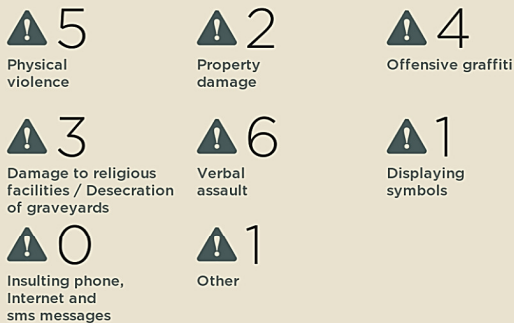 5
Physical
violence
2
Property
damage
4
Offensive graffiti
3
Damage to religious
facilities / Desecration
of graveyards
6
Verbal
assault
1
Displaying
symbols
0
Insulting phone,
Internet and
sms messages
1
Other